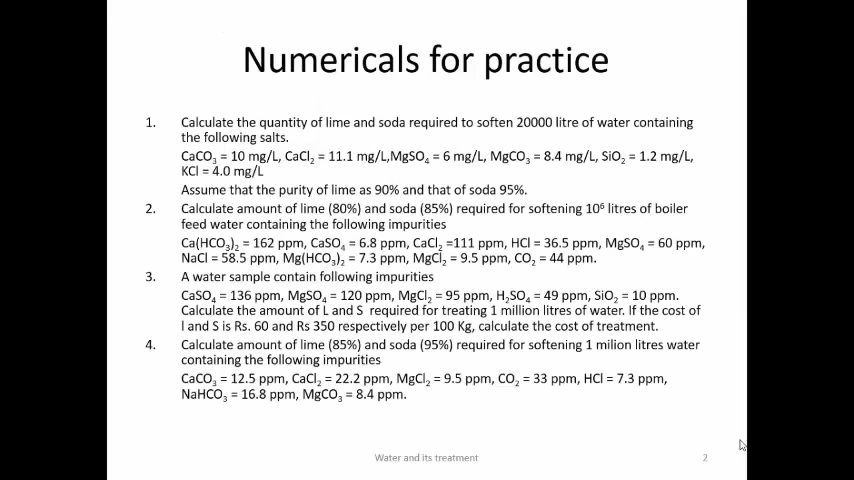 Numericals for practice
1. Calculate the quantity of lime and soda required to soften 20000 litre of water containing
the following salts.
CaCO₃ = 10 mg/L, CaCl₂ = 11.1 mg/L,MgSO₄ = 6 mg/L, MgCO₃ = 8.4 mg/L, SiO₂ = 1.2 mg/L,
KCl = 4.0 mg/L
Assume that the purity of lime as 90% and that of soda 95%.
2. Calculate amount of lime (80%) and soda (85%) required for softening 10⁶ litres of boiler
feed water containing the following impurities
Ca(HCO₃)₂ = 162 ppm, CaSO₄ = 6.8 ppm, CaCl₂ =111 ppm, HCl = 36.5 ppm, MgSO₄ = 60 ppm,
NaCl = 58.5 ppm, Mg(HCO₃)₂ = 7.3 ppm, MgCl₂ = 9.5 ppm, CO₂ = 44 ppm.
3. A water sample contain following impurities
CaSO₄ = 136 ppm, MgSO₄ = 120 ppm, MgCl₂ = 95 ppm, H₂SO₄ = 49 ppm, SiO₂ = 10 ppm.
Calculate the amount of L and S required for treating 1 million litres of water. If the cost of
l and S is Rs. 60 and Rs 350 respectively per 100 Kg, calculate the cost of treatment.
4. Calculate amount of lime (85%) and soda (95%) required for softening 1 milion litres water
containing the following impurities
CaCO₃ = 12.5 ppm, CaCl₂ = 22.2 ppm, MgCl₂ = 9.5 ppm, CO₂ = 33 ppm, HCl = 7.3 ppm,
NaHCO₃ = 16.8 ppm, MgCO₃ = 8.4 ppm.
Water and its treatment
2